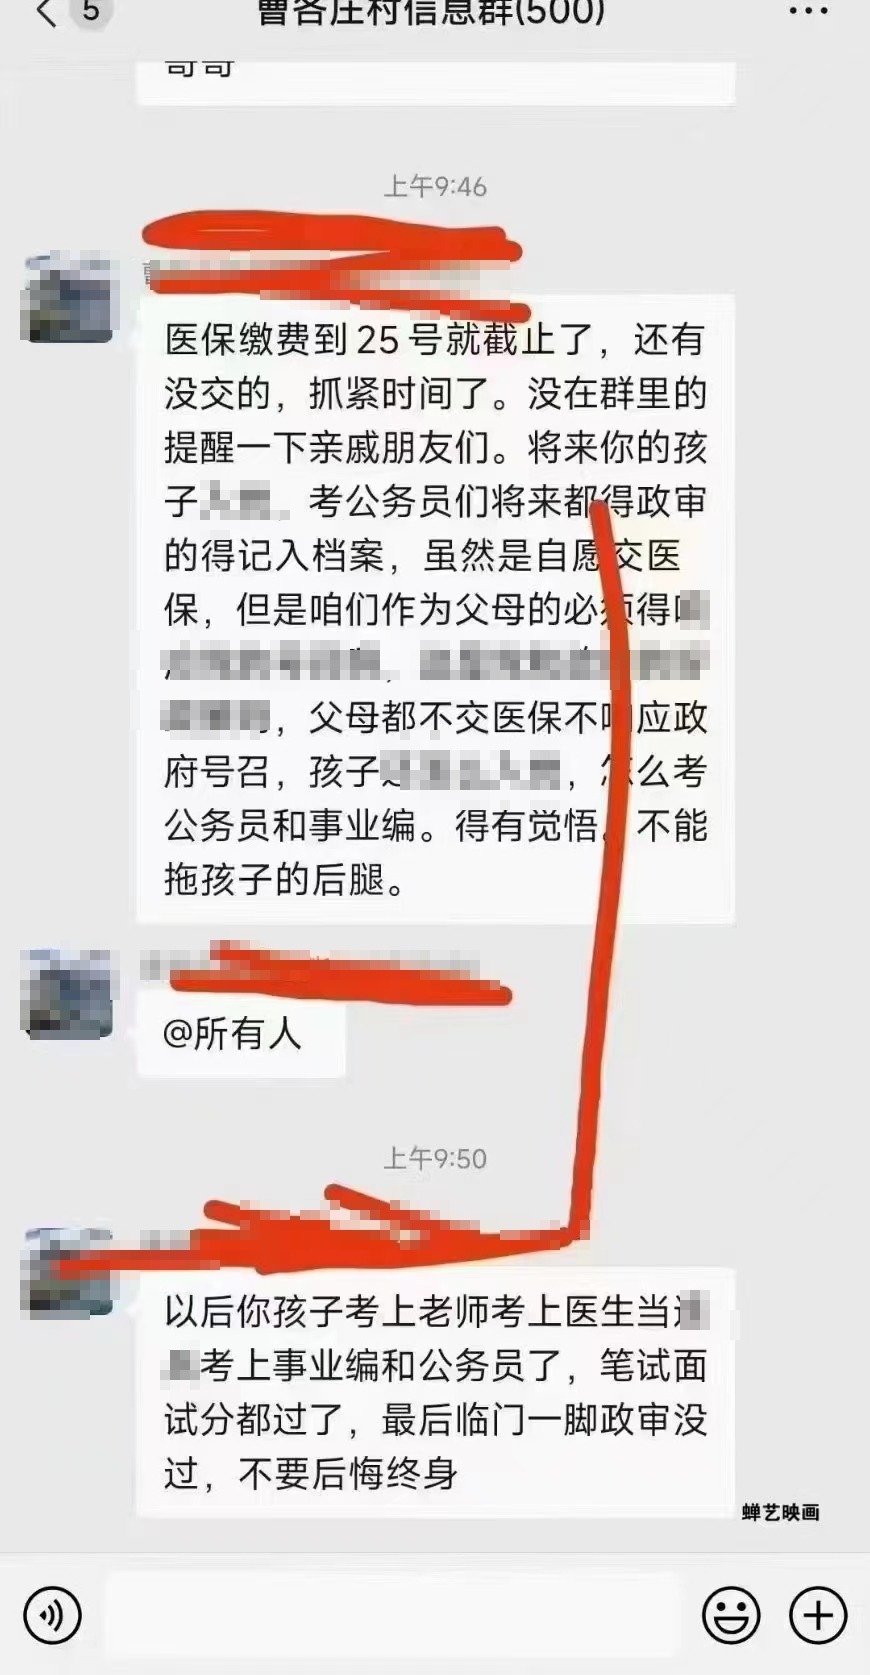 5
曹各庄村信息群(500)
哥哥
上午9:46
医保缴费到25号就截止了，还有
没交的，抓紧时间了。没在群里的
提醒一下亲戚朋友们。将来你的孩
子 考公务员们将来都得政审
的得记入档案，虽然是自愿交医
保，但是咱们作为父母的必须得
，父母都不交医保不响应政
府号召，孩子 ，怎么考
公务员和事业编。得有觉悟，不能
拖孩子的后腿。
@所有人
上午9:50
以后你孩子考上老师考上医生当
考上事业编和公务员了，笔试面
试分都过了，最后临门一脚政审没
过，不要后悔终身
蝉艺映画